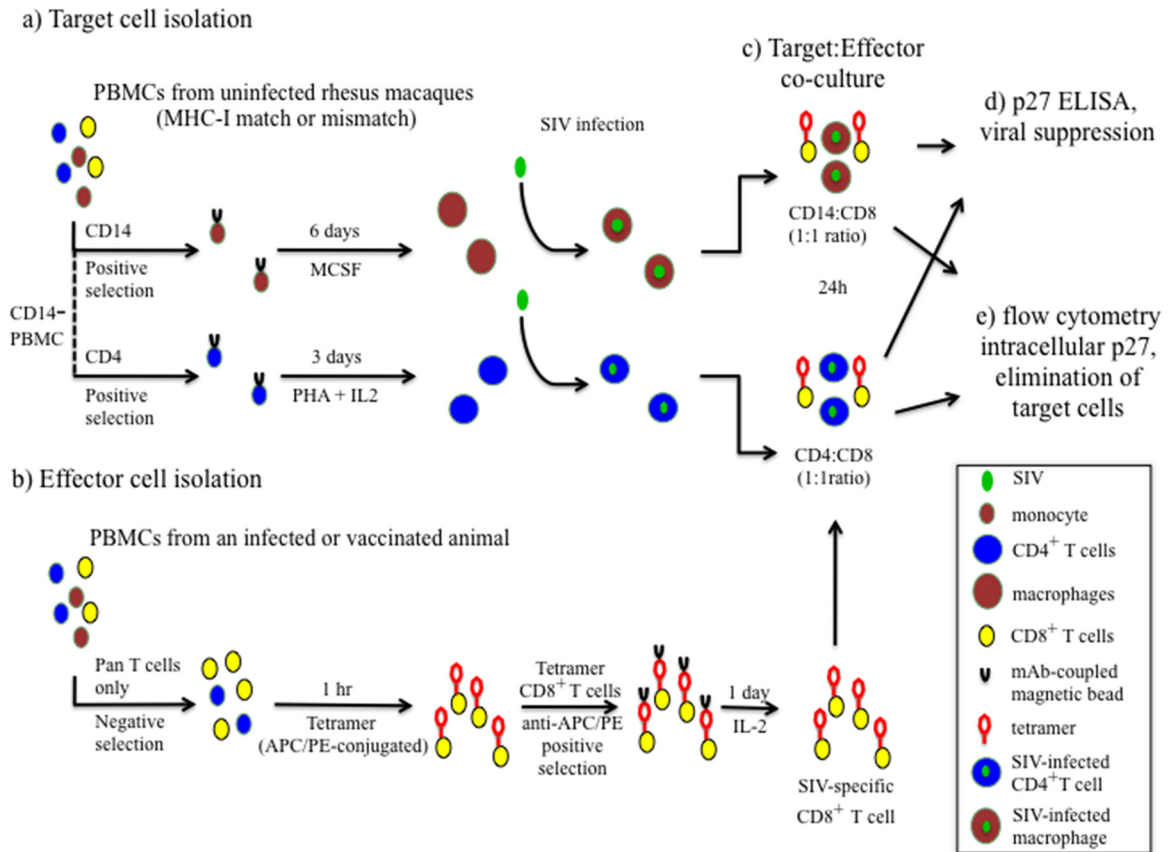 a) Target cell isolation
PBMCs from uninfected rhesus macaques
(MHC-I match or mismatch)
SIV infection
CD14
Positive
selection
6 days
MCSF
CD14-
PBMC
CD4
Positive
selection
3 days
PHA + IL2
c) Target:Effector
co-culture
CD14:CD8
(1:1 ratio)
24h
CD4:CD8
(1:1ratio)
d) p27 ELISA,
viral suppression
e) flow cytometry
intracellular p27,
elimination of
target cells
b) Effector cell isolation
PBMCs from an infected or vaccinated animal
Pan T cells
only
Negative
selection
1 hr
Tetramer
(APC/PE-conjugated)
Tetramer
CD8+ T cells
anti-APC/PE
positive
selection
1 day
IL-2
SIV-specific
CD8+ T cell
SIV
monocyte
CD4+ T cells
macrophages
CD8+ T cells
mAb-coupled
magnetic bead
tetramer
SIV-infected
CD4+T cell
SIV-infected
macrophage